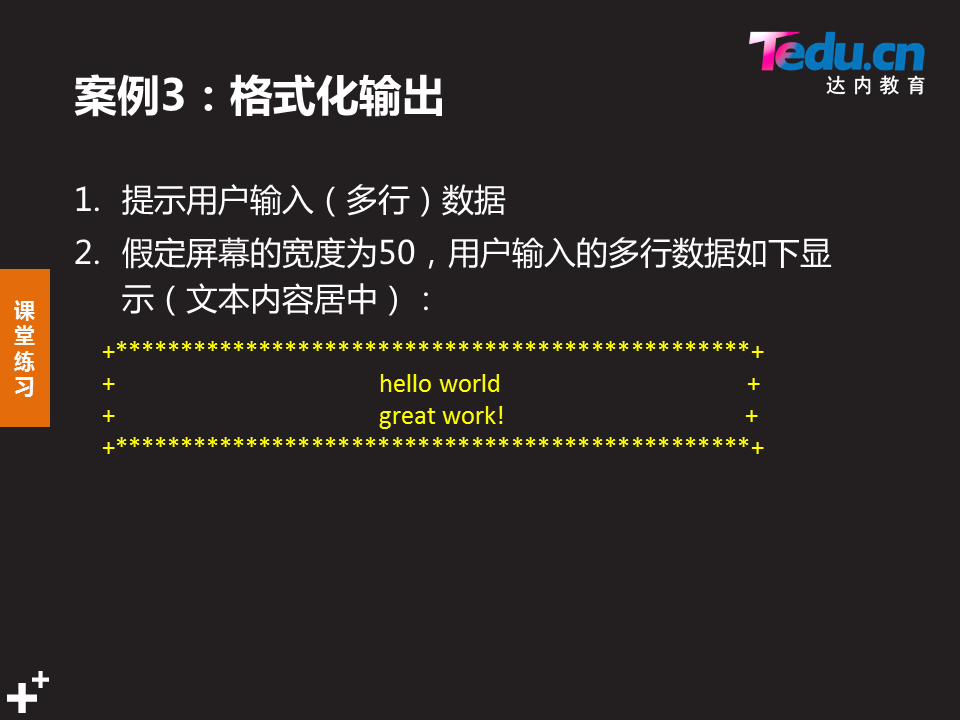 Tedu.cn
达内教育
案例3：格式化输出
1. 提示用户输入（多行）数据
2. 假定屏幕的宽度为50，用户输入的多行数据如下显
示（文本内容居中）：
+************************************************+
+ hello world +
+ great work! +
+************************************************+
课
堂
练
习